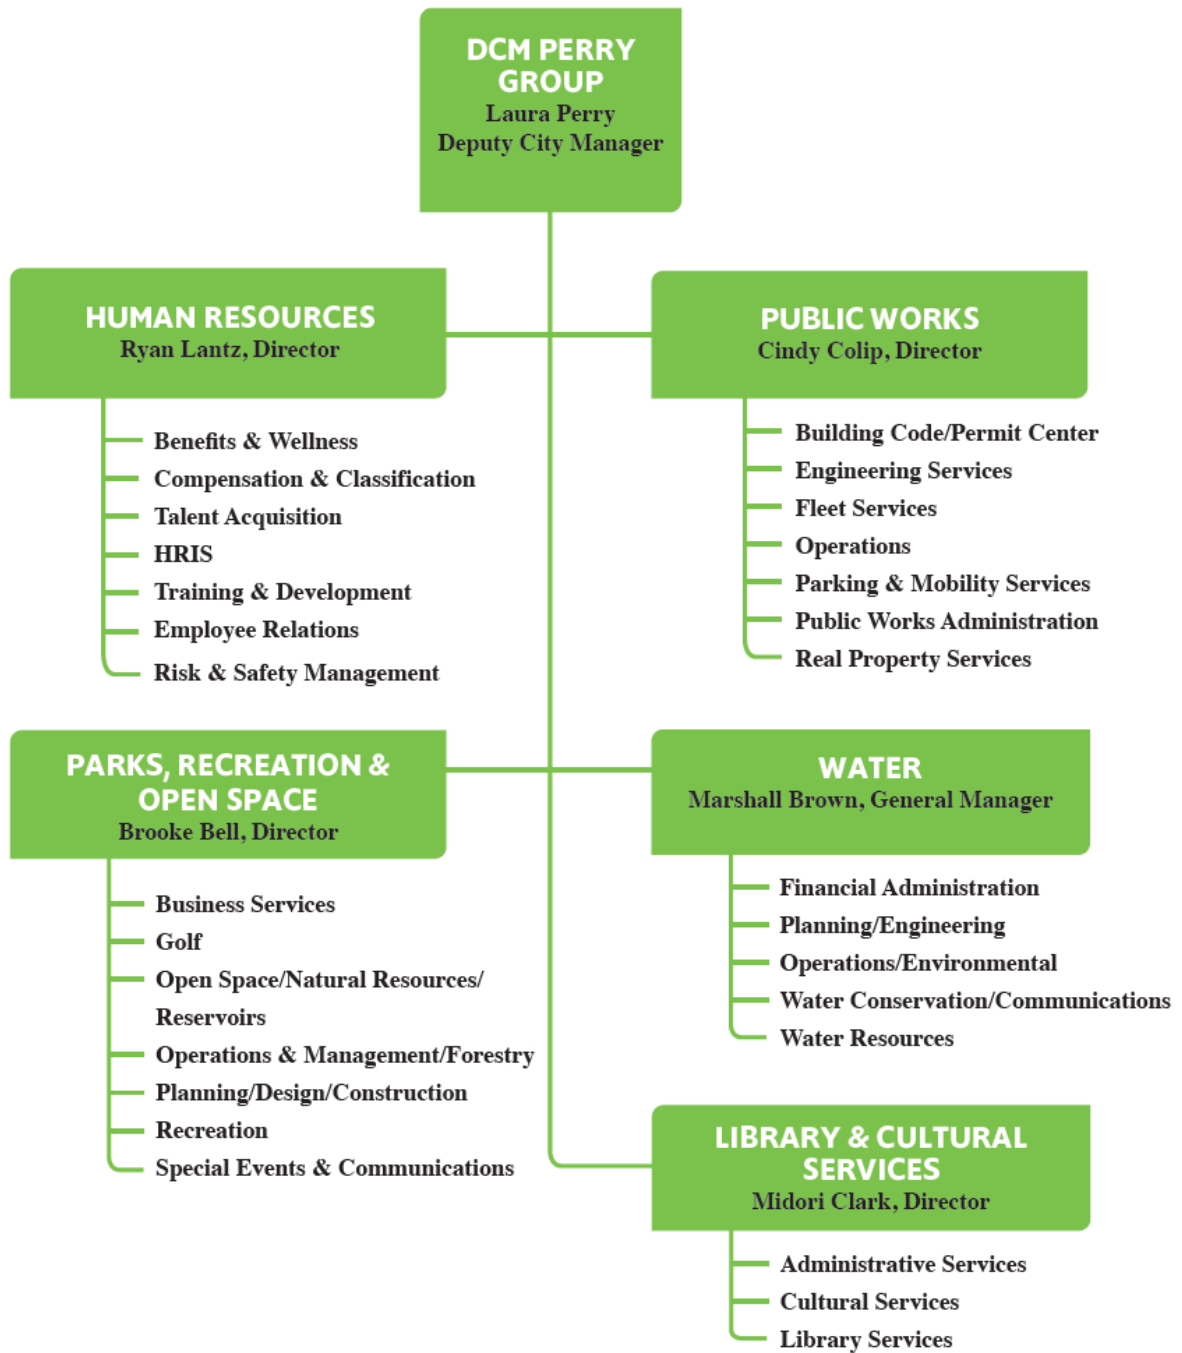 DCM PERRY
GROUP
Laura Perry
Deputy City Manager
HUMAN RESOURCES
Ryan Lantz, Director
Benefits & Wellness
Compensation & Classification
Talent Acquisition
HRIS
Training & Development
Employee Relations
Risk & Safety Management
PUBLIC WORKS
Cindy Colip, Director
Building Code/Permit Center
Engineering Services
Fleet Services
Operations
Parking & Mobility Services
Public Works Administration
Real Property Services
PARKS, RECREATION &
OPEN SPACE
Brooke Bell, Director
Business Services
Golf
Open Space/Natural Resources/
Reservoirs
Operations & Management/Forestry
Planning/Design/Construction
Recreation
Special Events & Communications
WATER
Marshall Brown, General Manager
Financial Administration
Planning/Engineering
Operations/Environmental
Water Conservation/Communications
Water Resources
LIBRARY & CULTURAL
SERVICES
Midori Clark, Director
Administrative Services
Cultural Services
Library Services